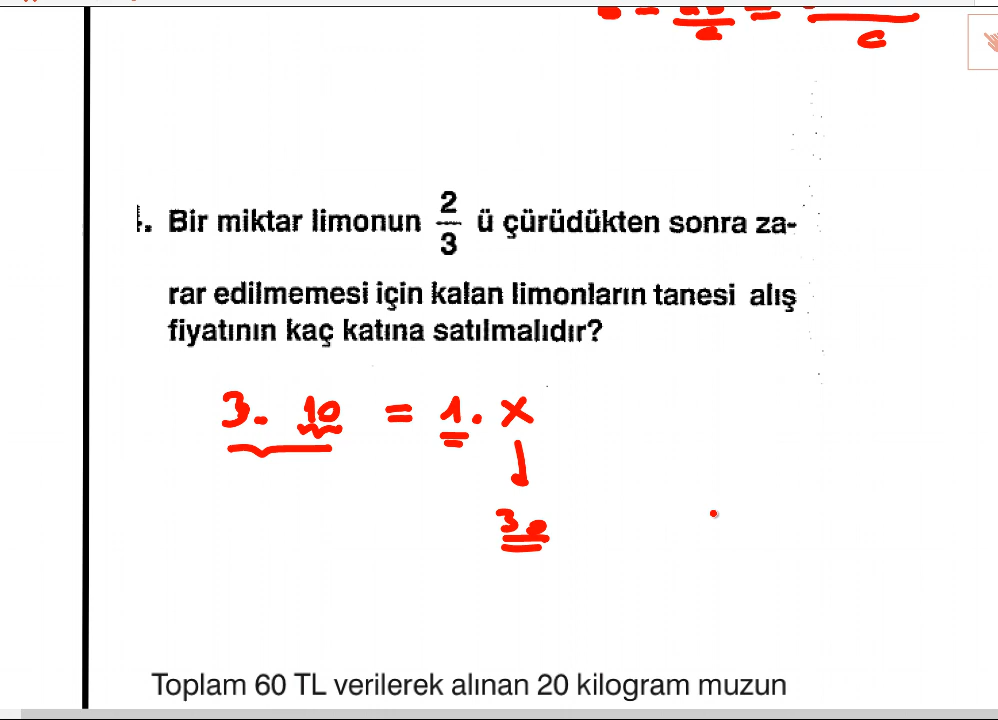 Bir miktar limonun 2/3 ü çürüdükten sonra za-
rar edilmemesi için kalan limonların tanesi alış
fiyatının kaç katına satılmalıdır?
3. 10 = 1. x
30
Toplam 60 TL verilerek alınan 20 kilogram muzun